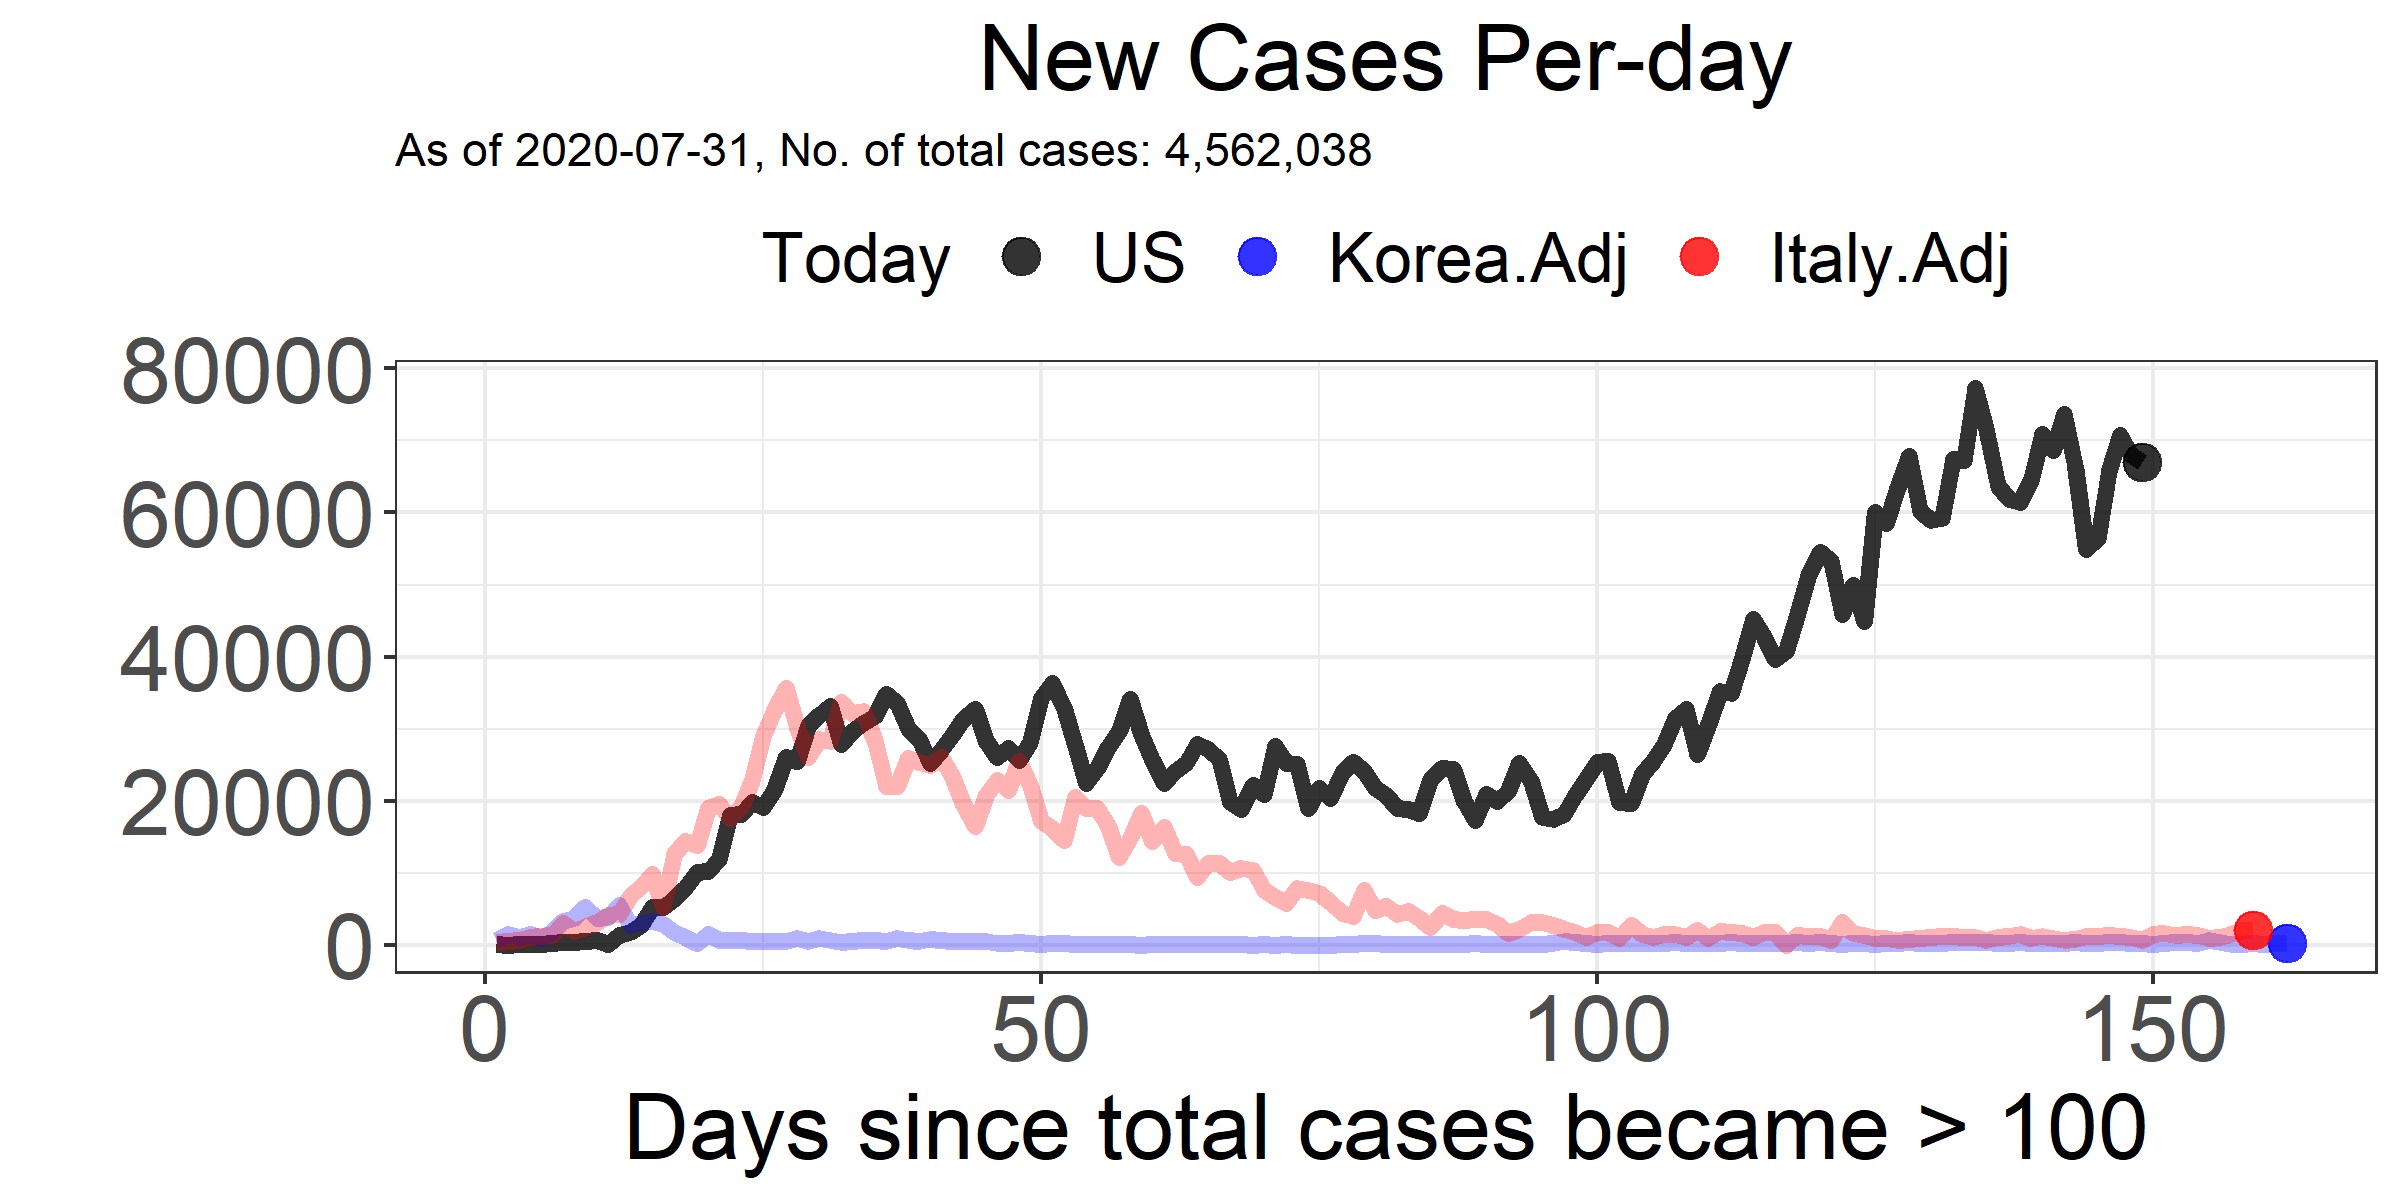 New Cases Per-day
As of 2020-07-31, No. of total cases: 4,562,038
Today US Korea.Adj Italy.Adj
80000
60000
40000
20000
0
0 50 100 150
Days since total cases became > 100